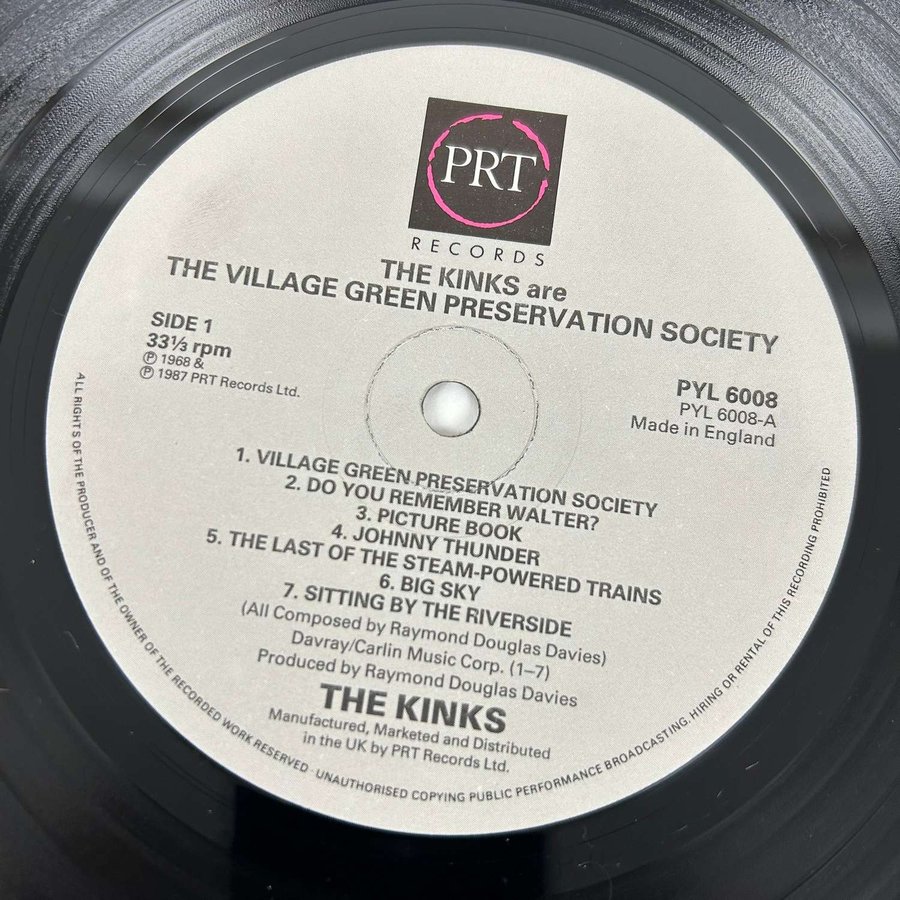 PRT
RECORDS
THE KINKS are
THE VILLAGE GREEN PRESERVATION SOCIETY
SIDE 1
33⅓ rpm
℗ 1968 &
℗ 1987 PRT Records Ltd.
PYL 6008
PYL 6008-A
Made in England
1. VILLAGE GREEN PRESERVATION SOCIETY
2. DO YOU REMEMBER WALTER?
3. PICTURE BOOK
4. JOHNNY THUNDER
5. THE LAST OF THE STEAM-POWERED TRAINS
6. BIG SKY
7. SITTING BY THE RIVERSIDE
(All Composed by Raymond Douglas Davies)
Davray/Carlin Music Corp. (1–7)
Produced by Raymond Douglas Davies
THE KINKS
Manufactured, Marketed and Distributed
in the UK by PRT Records Ltd.
ALL RIGHTS OF THE PRODUCER AND OF THE OWNER OF THE RECORDED WORK RESERVED · UNAUTHORISED COPYING PUBLIC PERFORMANCE BROADCASTING, HIRING OR RENTAL OF THIS RECORDING PROHIBITED